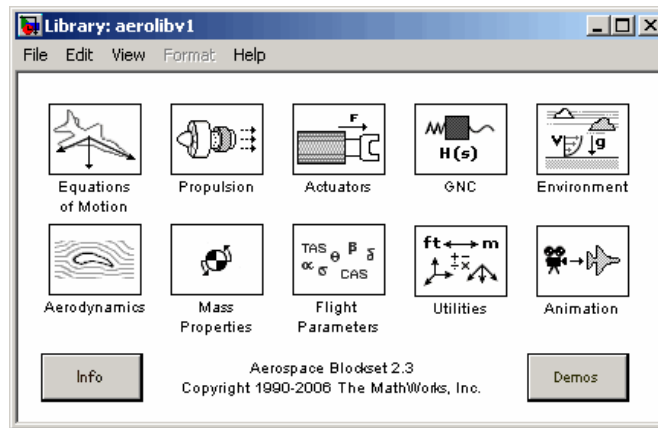 Library: aerolibv1
File Edit View Format Help
F
H(s)
V g
Equations
of Motion
Propulsion
Actuators
GNC
Environment
TAS θ β δ
α σ CAS
ft m
Aerodynamics
Mass
Properties
Flight
Parameters
Utilities
Animation
Info
Aerospace Blockset 2.3
Copyright 1990-2006 The MathWorks, Inc.
Demos